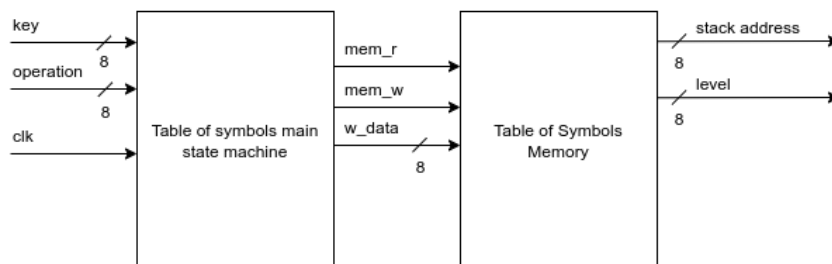 key
8
operation
8
clk
Table of symbols main
state machine
mem_r
mem_w
w_data
8
Table of Symbols
Memory
stack address
8
level
8